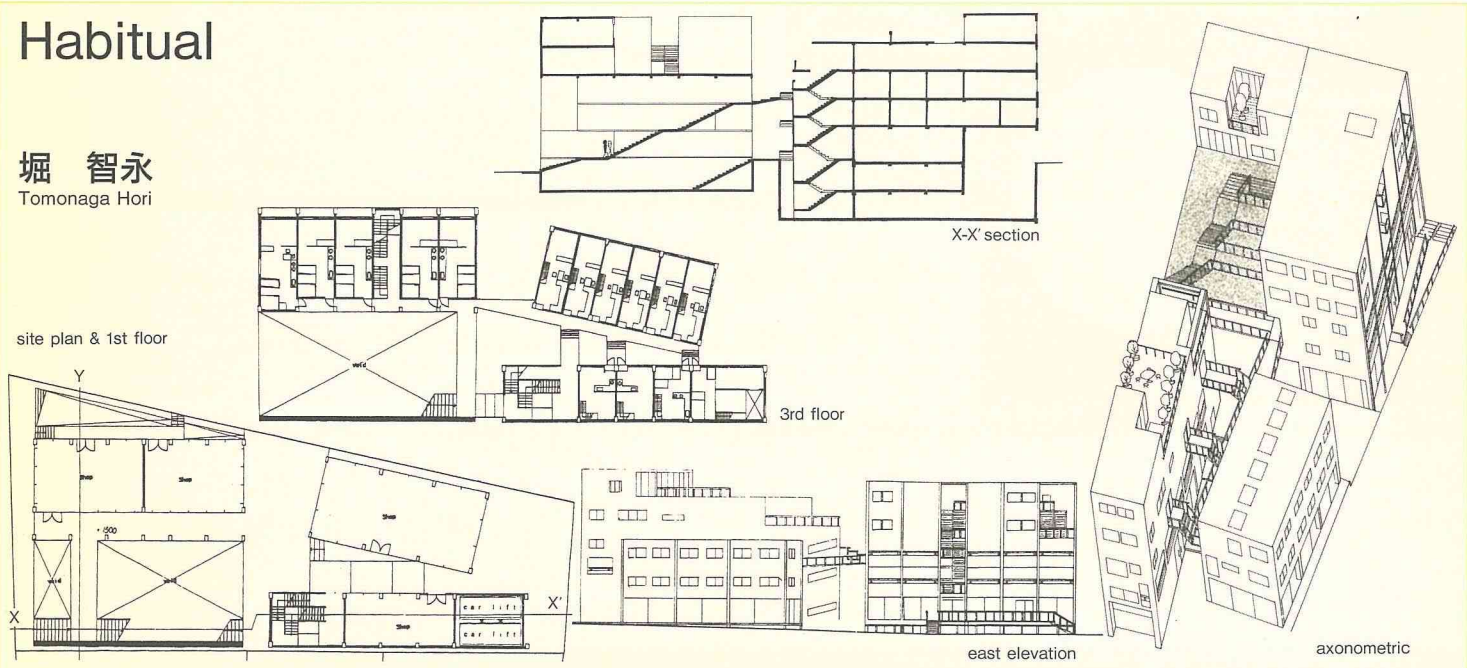 Habitual
堀 智永
Tomonaga Hori
X-X' section
site plan & 1st floor
void
3rd floor
Y
Shop
Shop
Shop
+1500
void
void
X
X'
car lift
Shop
car lift
east elevation
axonometric